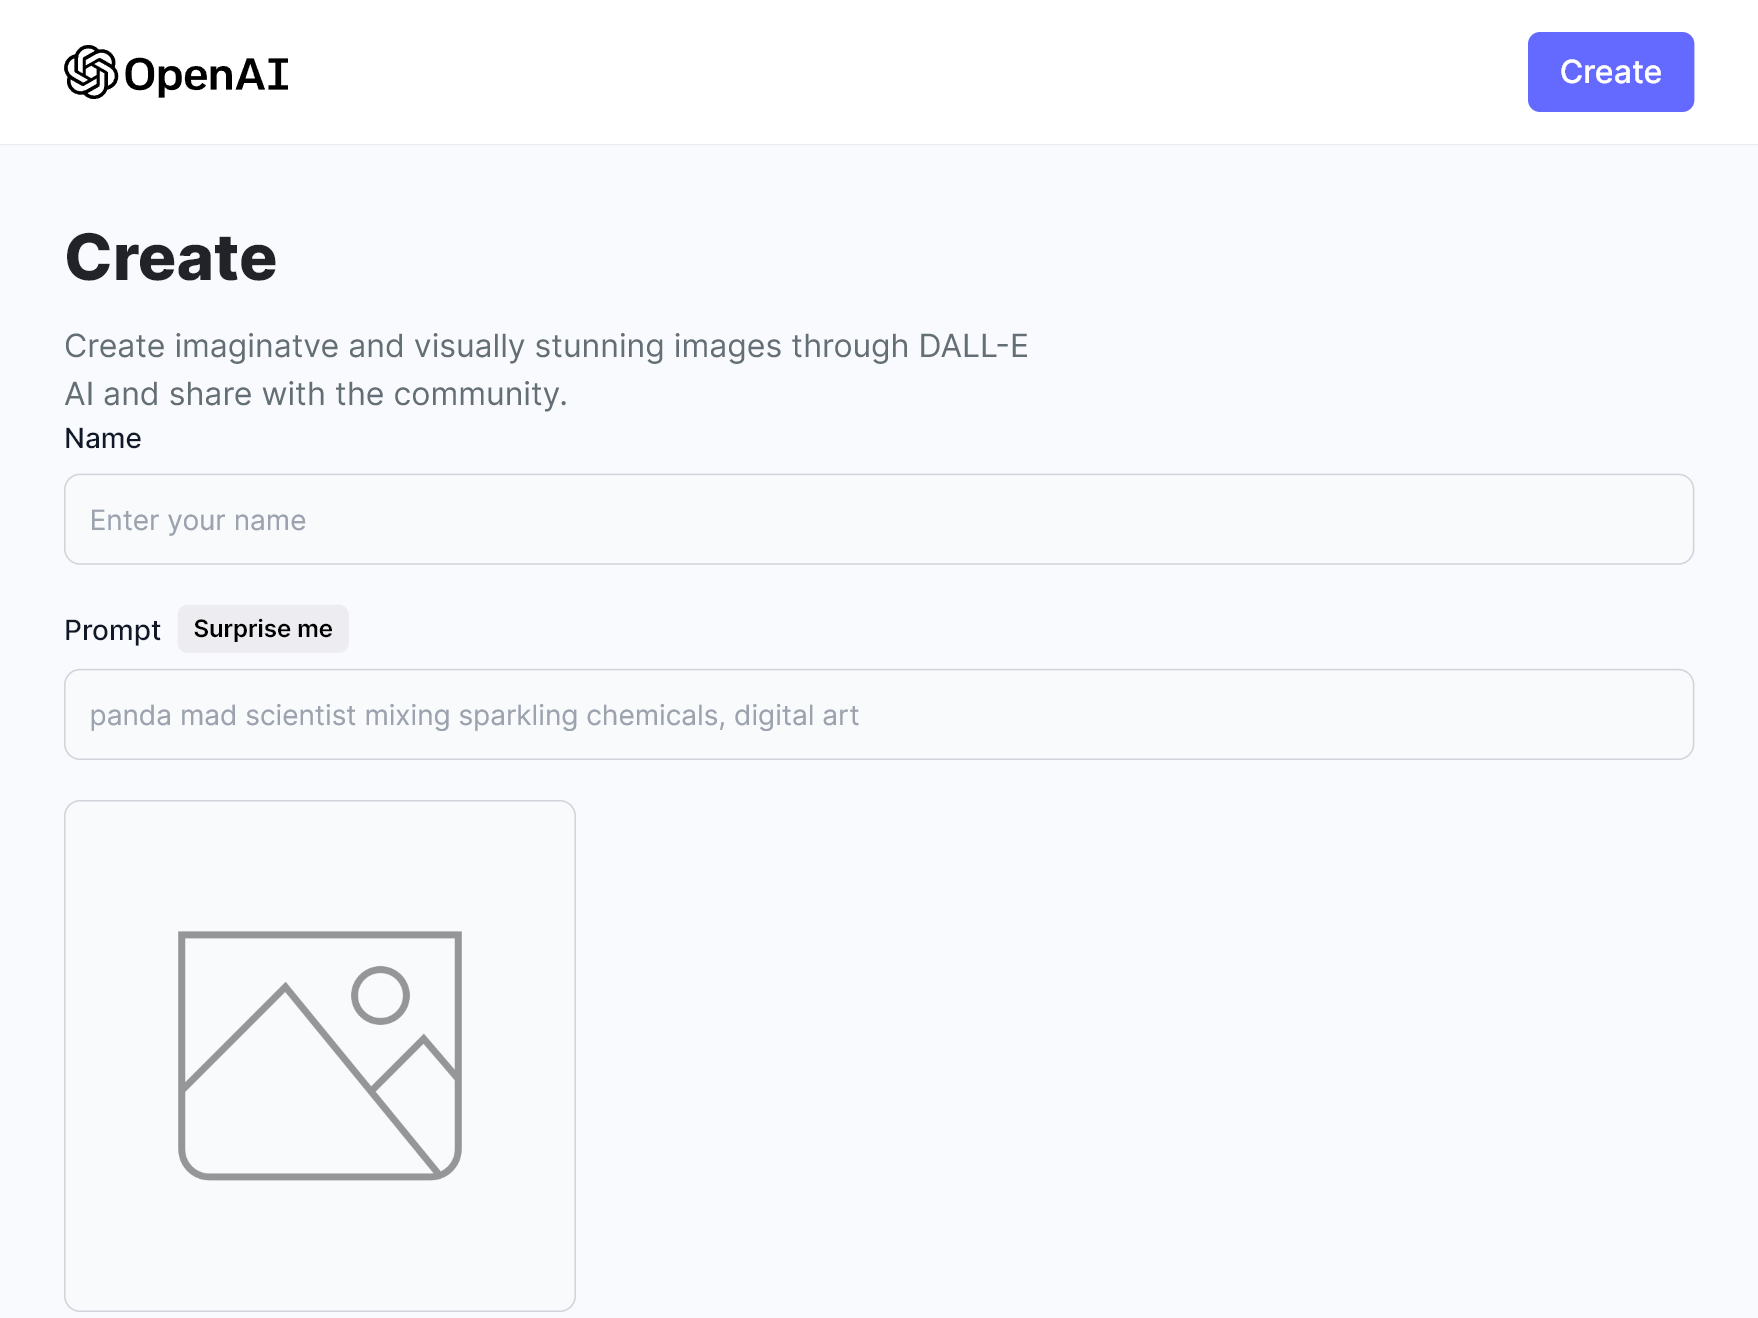 OpenAI
Create
Create
Create imaginatve and visually stunning images through DALL-E
AI and share with the community.
Name
Enter your name
Prompt
Surprise me
panda mad scientist mixing sparkling chemicals, digital art